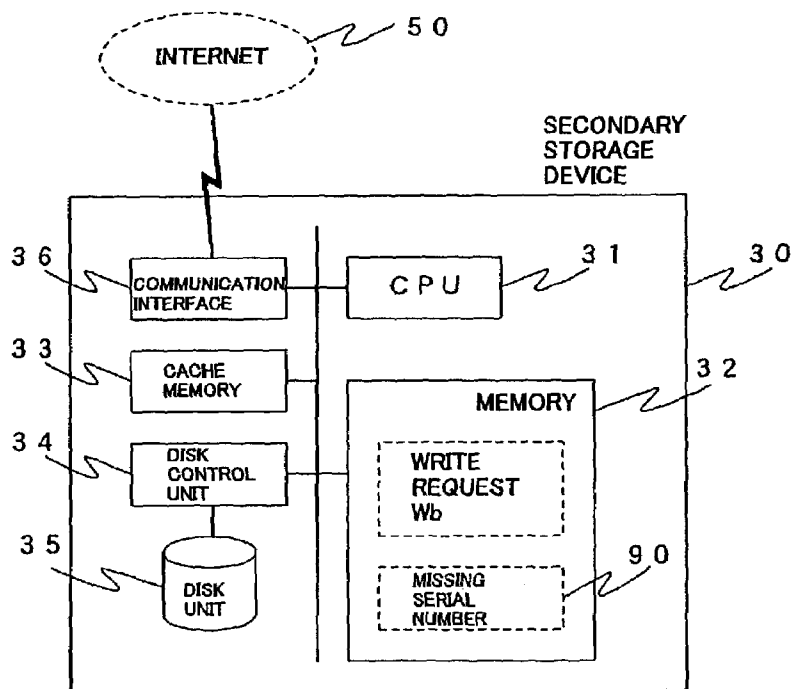 50
INTERNET
SECONDARY
STORAGE
DEVICE
36
COMMUNICATION
INTERFACE
CPU
31
30
33
CACHE
MEMORY
32
MEMORY
34
DISK
CONTROL
UNIT
WRITE
REQUEST
Wb
35
DISK
UNIT
90
MISSING
SERIAL
NUMBER